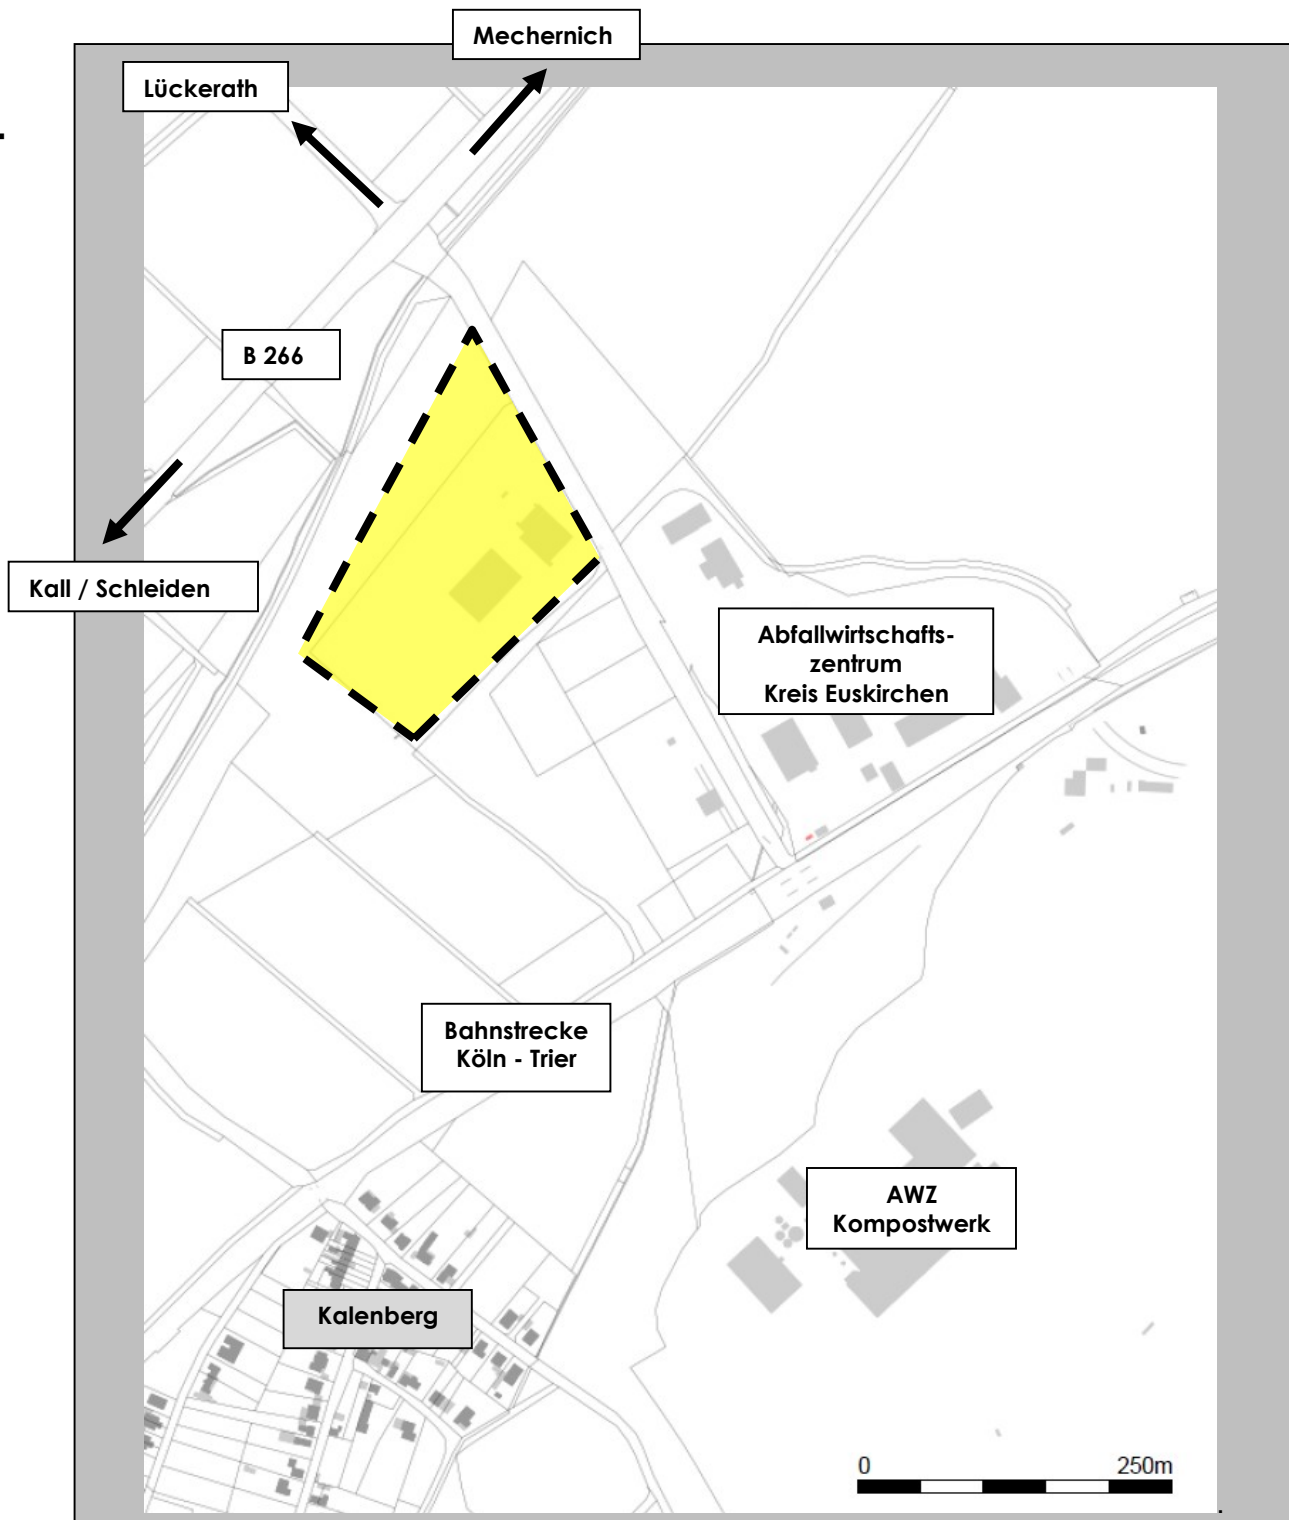 Mechernich
Lückerath
B 266
Kall / Schleiden
Abfallwirtschafts-
zentrum
Kreis Euskirchen
Bahnstrecke
Köln - Trier
AWZ
Kompostwerk
Kalenberg
0 250m